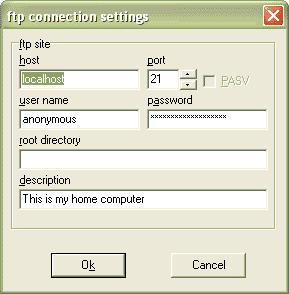 ftp connection settings
ftp site
host port
localhost 21 PASV
user name password
anonymous ******************
root directory
description
This is my home computer
Ok Cancel